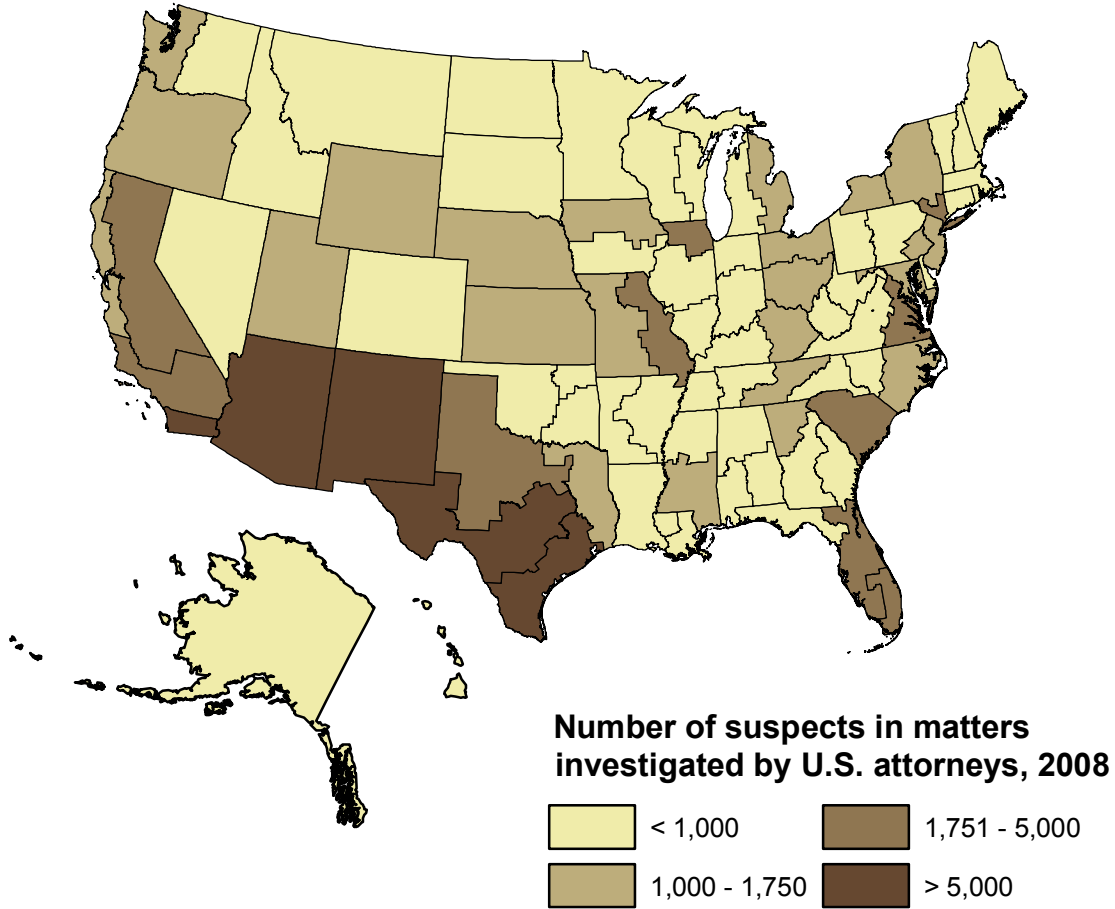 Number of suspects in matters
investigated by U.S. attorneys, 2008
< 1,000
1,751 - 5,000
1,000 - 1,750
> 5,000